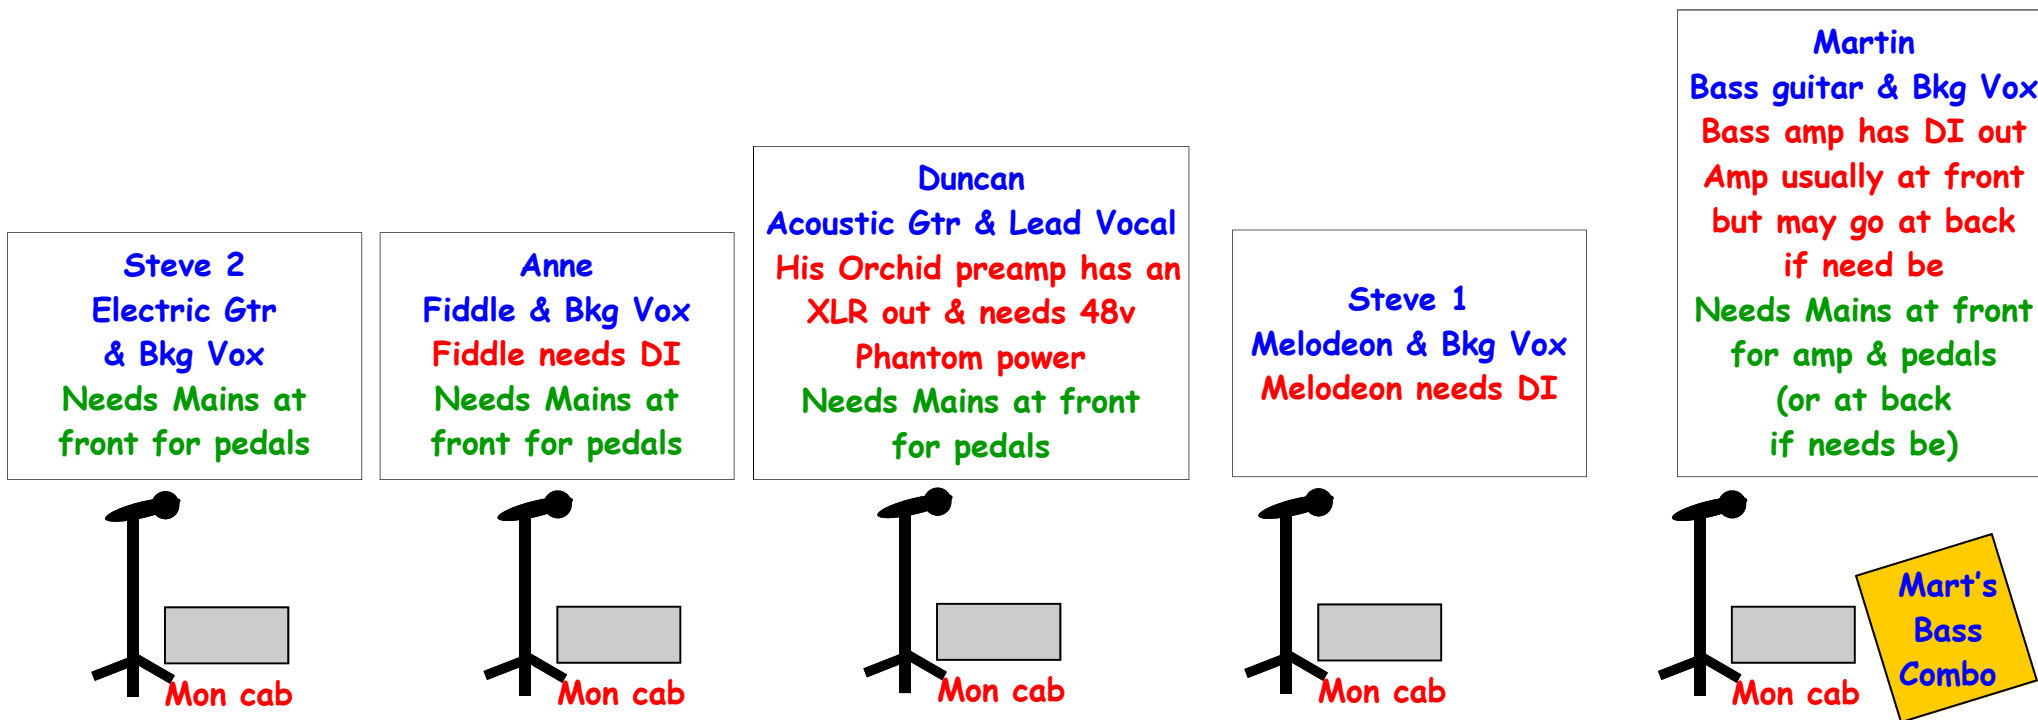 Steve 2
Electric Gtr
& Bkg Vox
Needs Mains at
front for pedals
Anne
Fiddle & Bkg Vox
Fiddle needs DI
Needs Mains at
front for pedals
Duncan
Acoustic Gtr & Lead Vocal
His Orchid preamp has an
XLR out & needs 48v
Phantom power
Needs Mains at front
for pedals
Steve 1
Melodeon & Bkg Vox
Melodeon needs DI
Martin
Bass guitar & Bkg Vox
Bass amp has DI out
Amp usually at front
but may go at back
if need be
Needs Mains at front
for amp & pedals
(or at back
if needs be)
Mon cab
Mon cab
Mon cab
Mon cab
Mon cab
Mart's
Bass
Combo